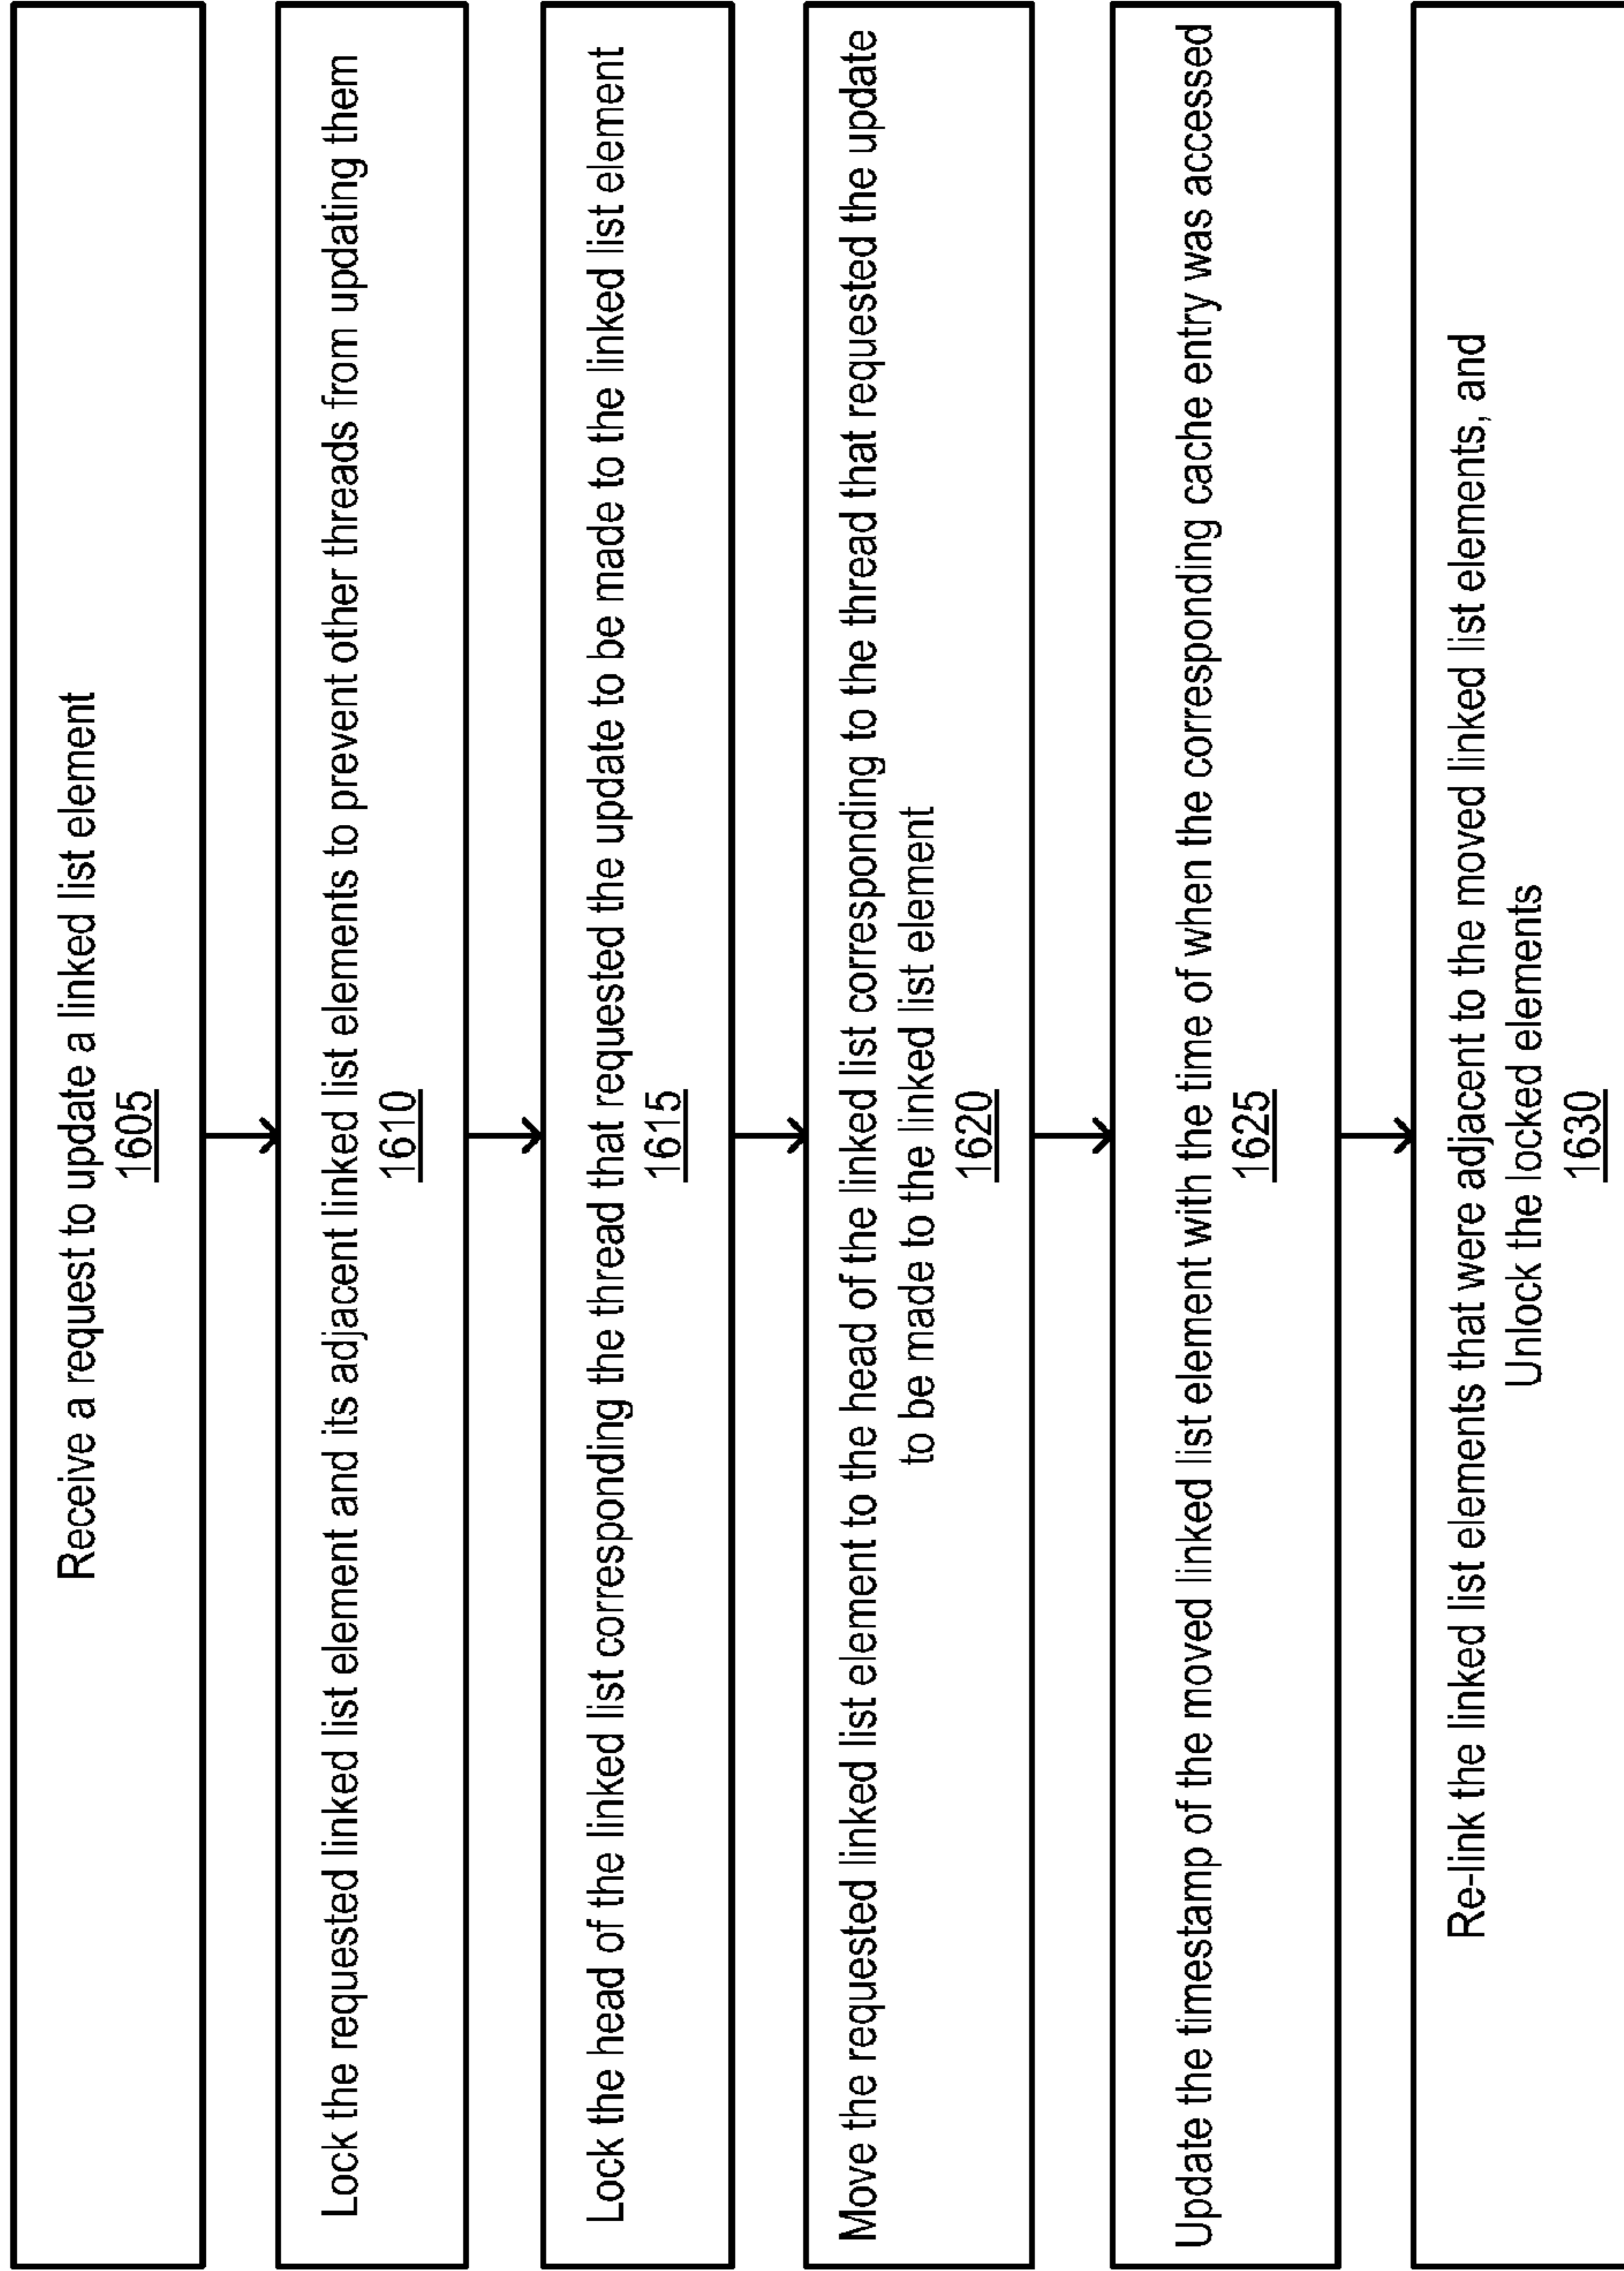 Receive a request to update a linked list element
1605
Lock the requested linked list element and its adjacent linked list elements to prevent other threads from updating them
1610
Lock the head of the linked list corresponding the thread that requested the update to be made to the linked list element
1615
Move the requested linked list element to the head of the linked list corresponding to the thread that requested the update
to be made to the linked list element
1620
Update the timestamp of the moved linked list element with the time of when the corresponding cache entry was accessed
1625
Re-link the linked list elements that were adjacent to the moved linked list elements, and
Unlock the locked elements
1630